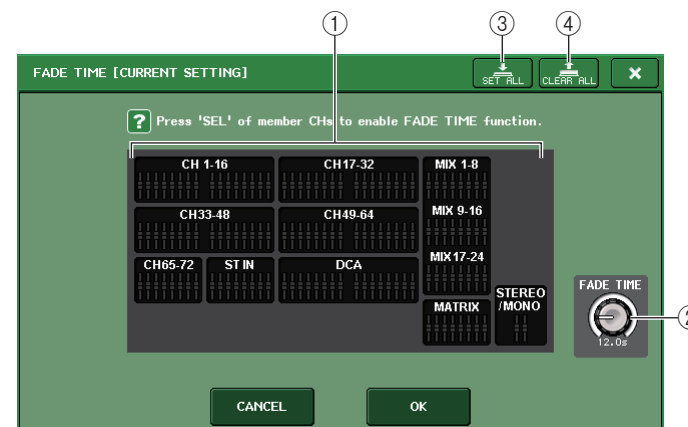 ① ③ ④
FADE TIME [CURRENT SETTING] SET ALL CLEAR ALL ×
? Press 'SEL' of member CHs to enable FADE TIME function.
CH 1-16 CH17-32 MIX 1-8
CH33-48 CH49-64 MIX 9-16
CH65-72 ST IN DCA MIX17-24
MATRIX STEREO /MONO
FADE TIME
②
12.0s
CANCEL OK